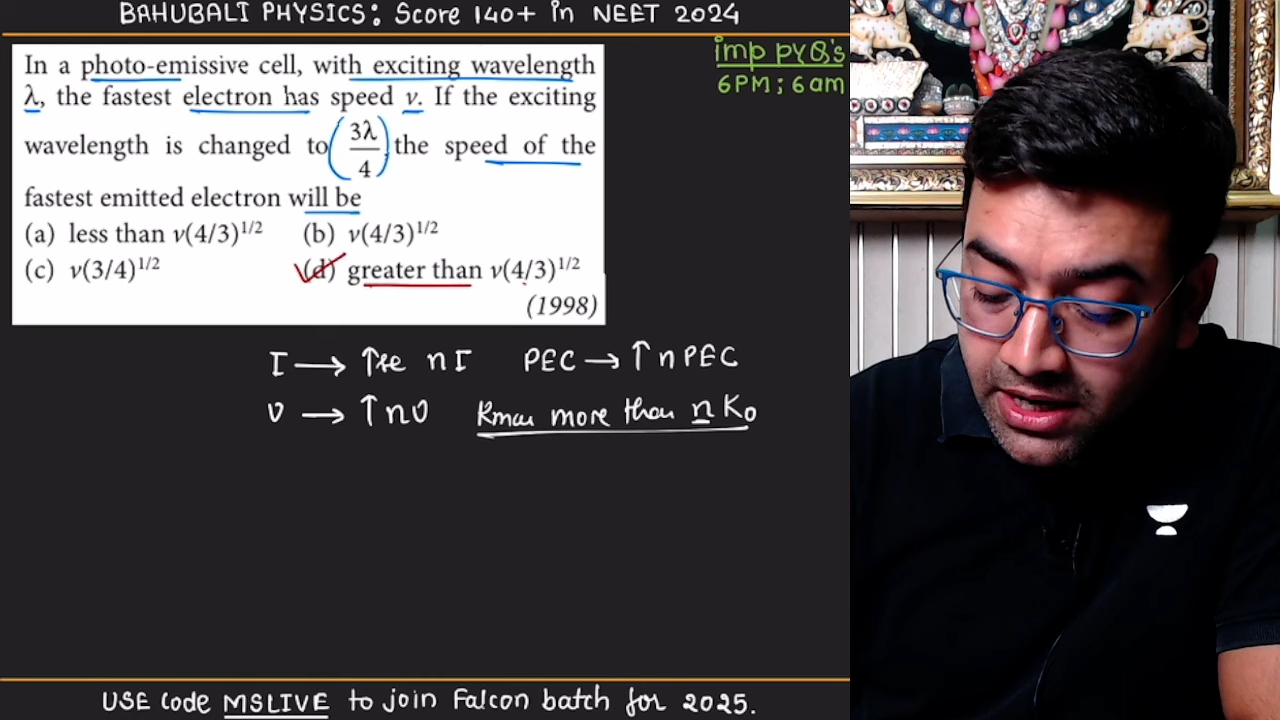 BAHUBALI PHYSICS: Score 140+ in NEET 2024
imp PYQ's
6PM ; 6am
In a photo-emissive cell, with exciting wavelength
λ, the fastest electron has speed v. If the exciting
wavelength is changed to (3λ/4) the speed of the
fastest emitted electron will be
(a) less than v(4/3)^1/2 (b) v(4/3)^1/2
(c) v(3/4)^1/2 (d) greater than v(4/3)^1/2
(1998)
I → ↑se n I PEC → ↑ n PEC
ν → ↑ n ν Kmax more than n K₀
USE Code MSLIVE to join Falcon batch for 2025.